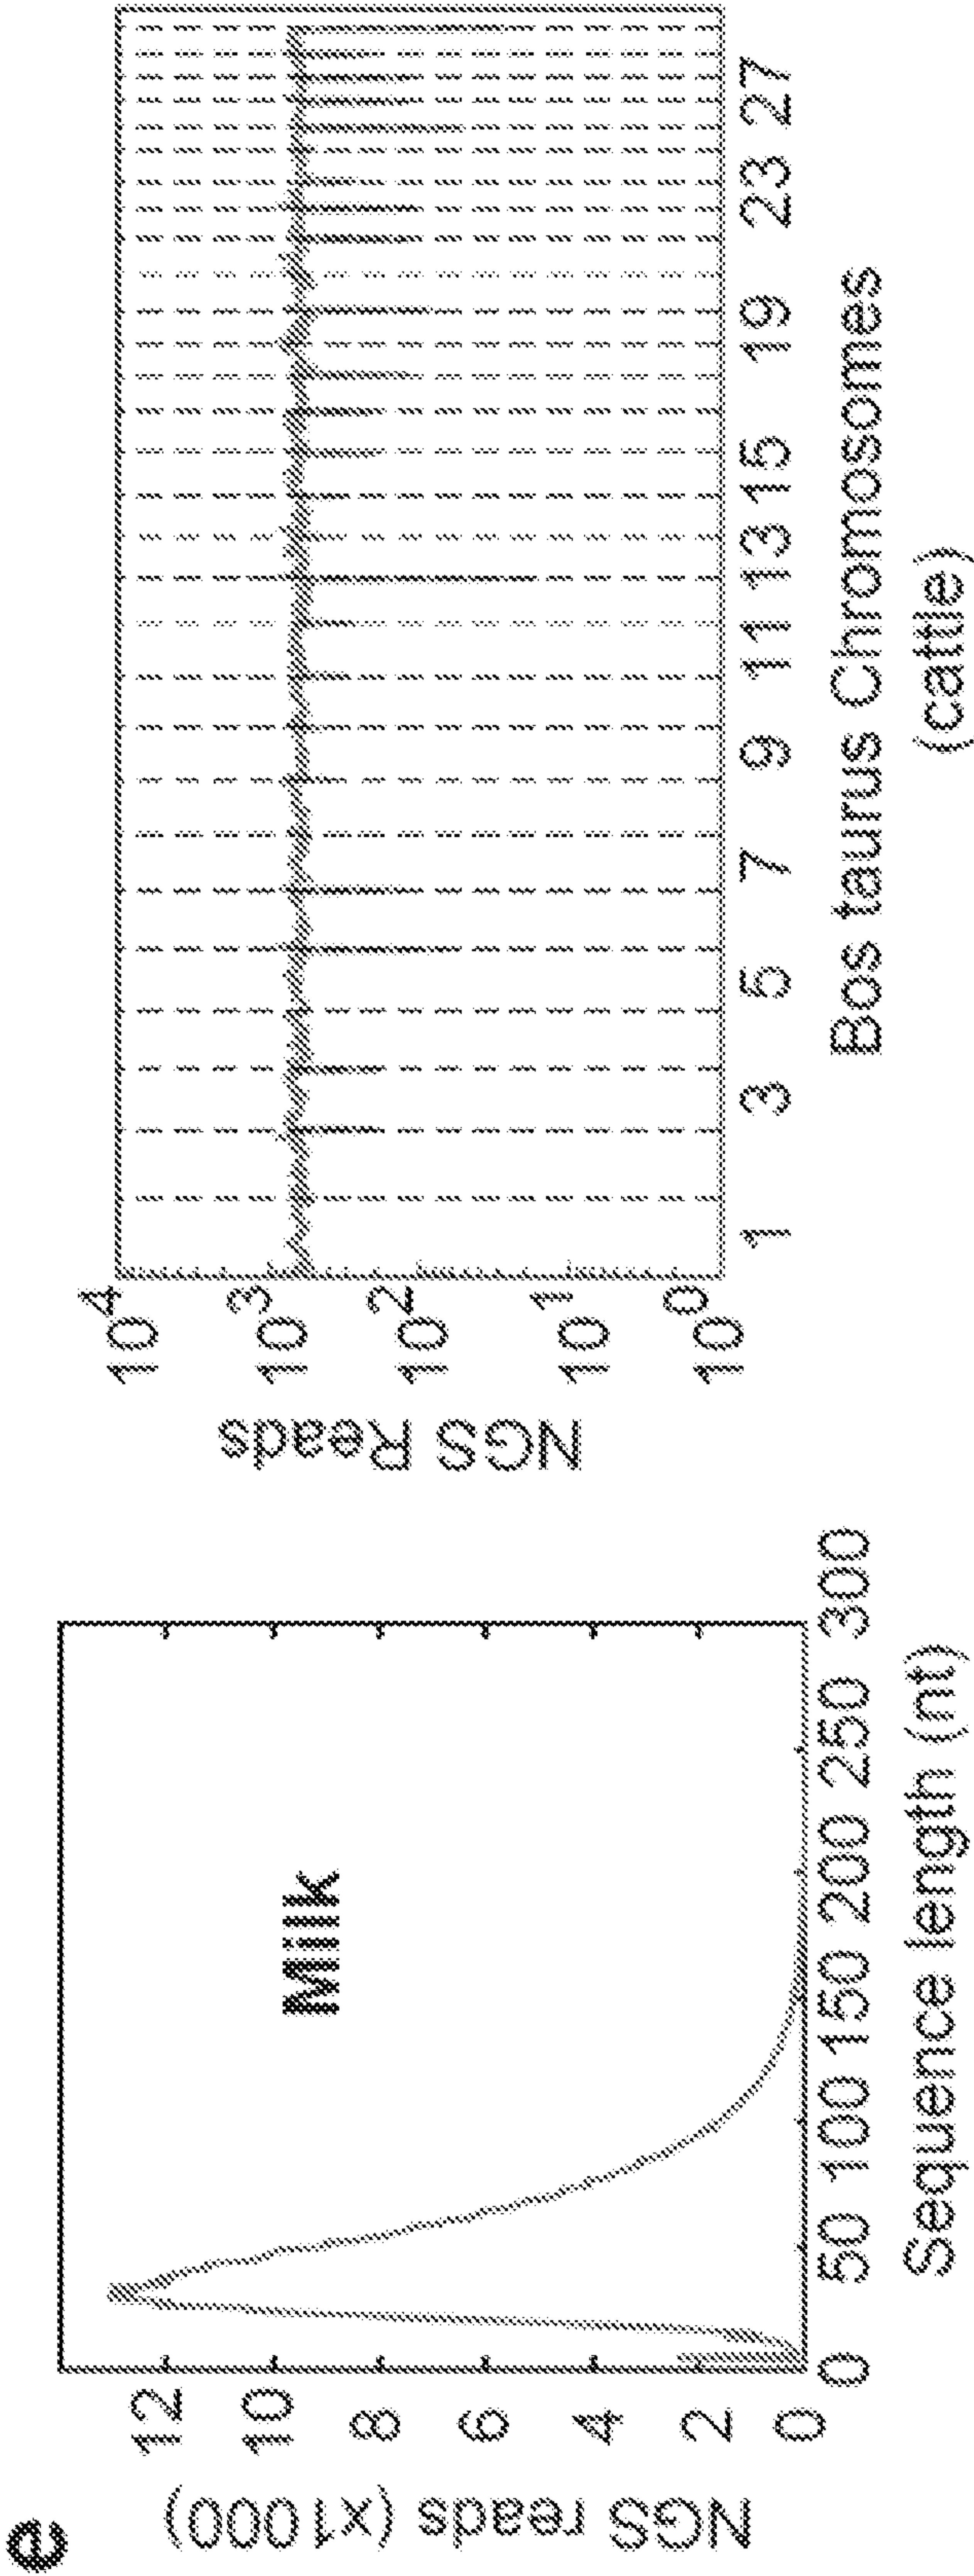 e
NGS reads (x1000)
12
10
8
6
4
2
0
Milk
0 50 100 150 200 250 300
Sequence length (nt)
NGS Reads
10^4
10^3
10^2
10^1
10^0
1 3 5 7 9 11 13 15 19 23 27
Bos taurus Chromosomes
(cattle)